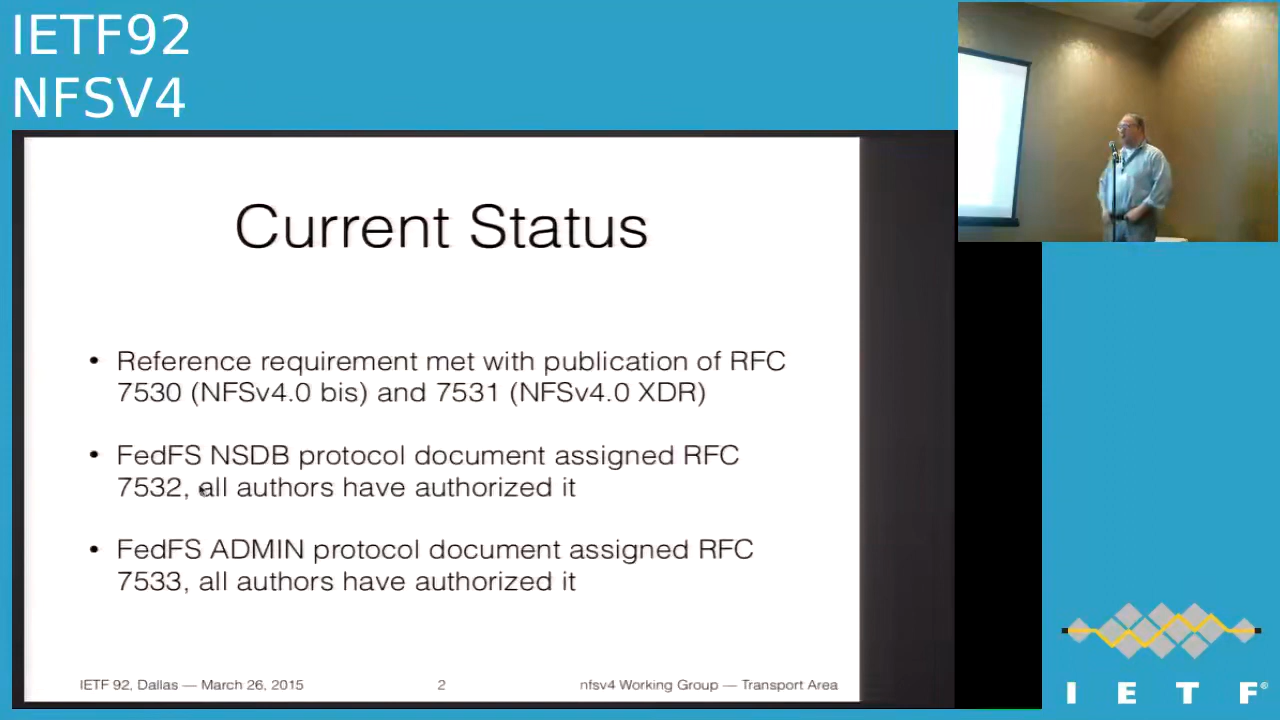 IETF92
NFSV4
Current Status
• Reference requirement met with publication of RFC
7530 (NFSv4.0 bis) and 7531 (NFSv4.0 XDR)
• FedFS NSDB protocol document assigned RFC
7532, all authors have authorized it
• FedFS ADMIN protocol document assigned RFC
7533, all authors have authorized it
IETF 92, Dallas — March 26, 2015
2
nfsv4 Working Group — Transport Area
I E T F®